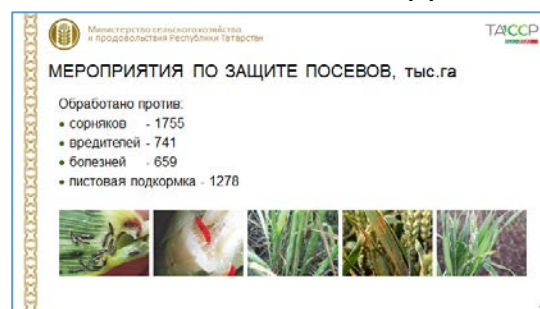 Министерство сельского хозяйства
и продовольствия Республики Татарстан
ТАССР
МЕРОПРИЯТИЯ ПО ЗАЩИТЕ ПОСЕВОВ, тыс.га
Обработано против:
• сорняков - 1755
• вредителей - 741
• болезней - 659
• листовая подкормка - 1278